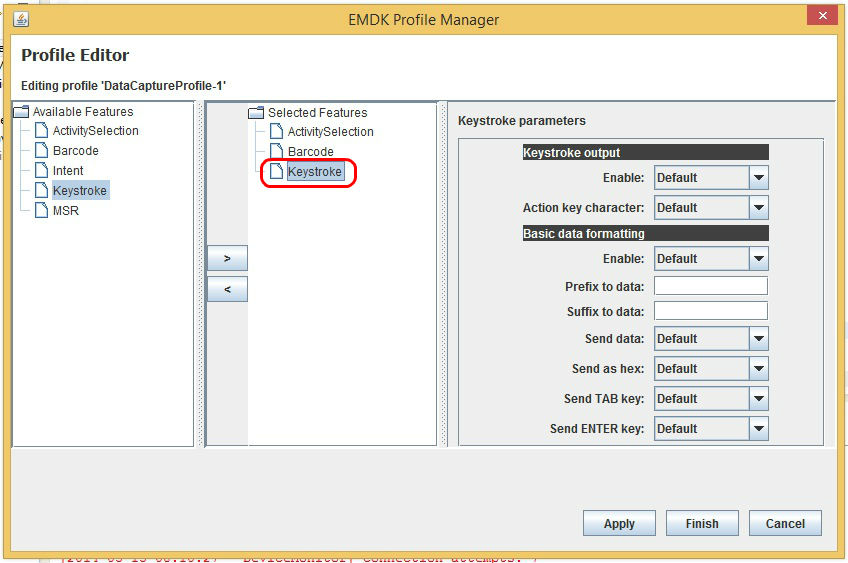 EMDK Profile Manager
Profile Editor
Editing profile 'DataCaptureProfile-1'
Available Features
ActivitySelection
Barcode
Intent
Keystroke
MSR
>
<
Selected Features
ActivitySelection
Barcode
Keystroke
Keystroke parameters
Keystroke output
Enable: Default
Action key character: Default
Basic data formatting
Enable: Default
Prefix to data:
Suffix to data:
Send data: Default
Send as hex: Default
Send TAB key: Default
Send ENTER key: Default
Apply Finish Cancel